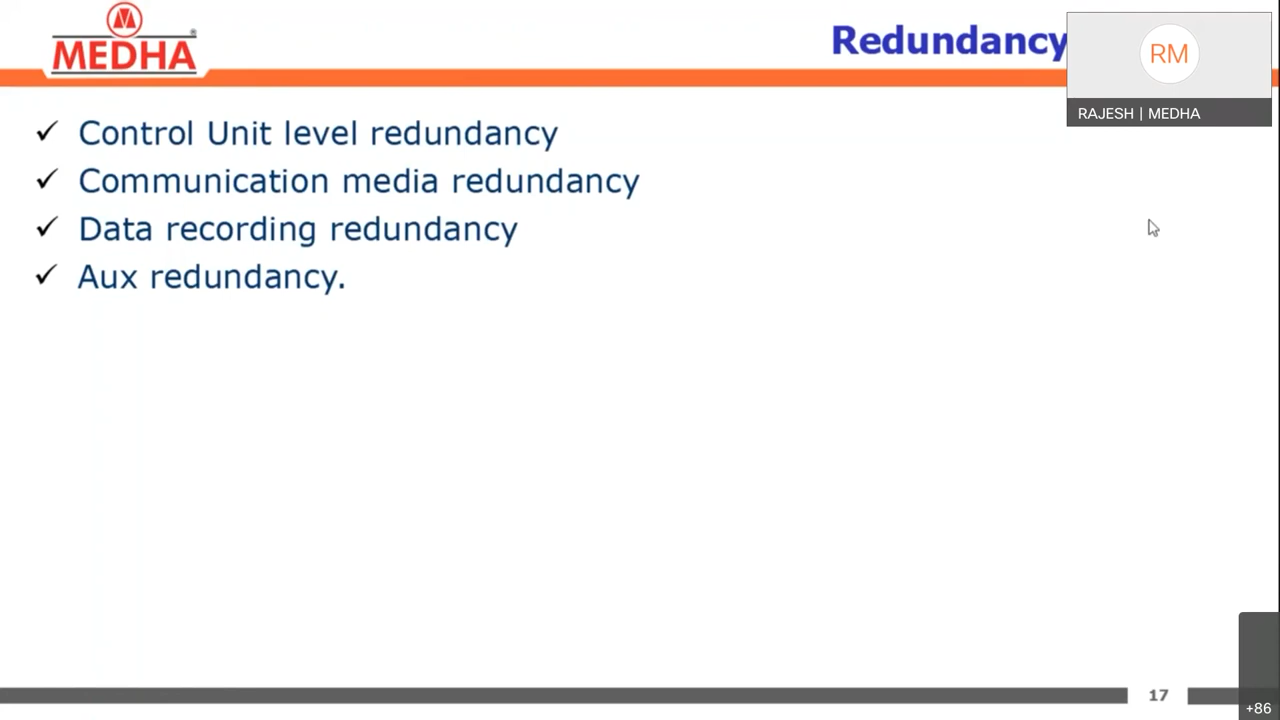 MEDHA
Redundancy
RM
RAJESH | MEDHA
✓ Control Unit level redundancy
✓ Communication media redundancy
✓ Data recording redundancy
✓ Aux redundancy.
17
+86